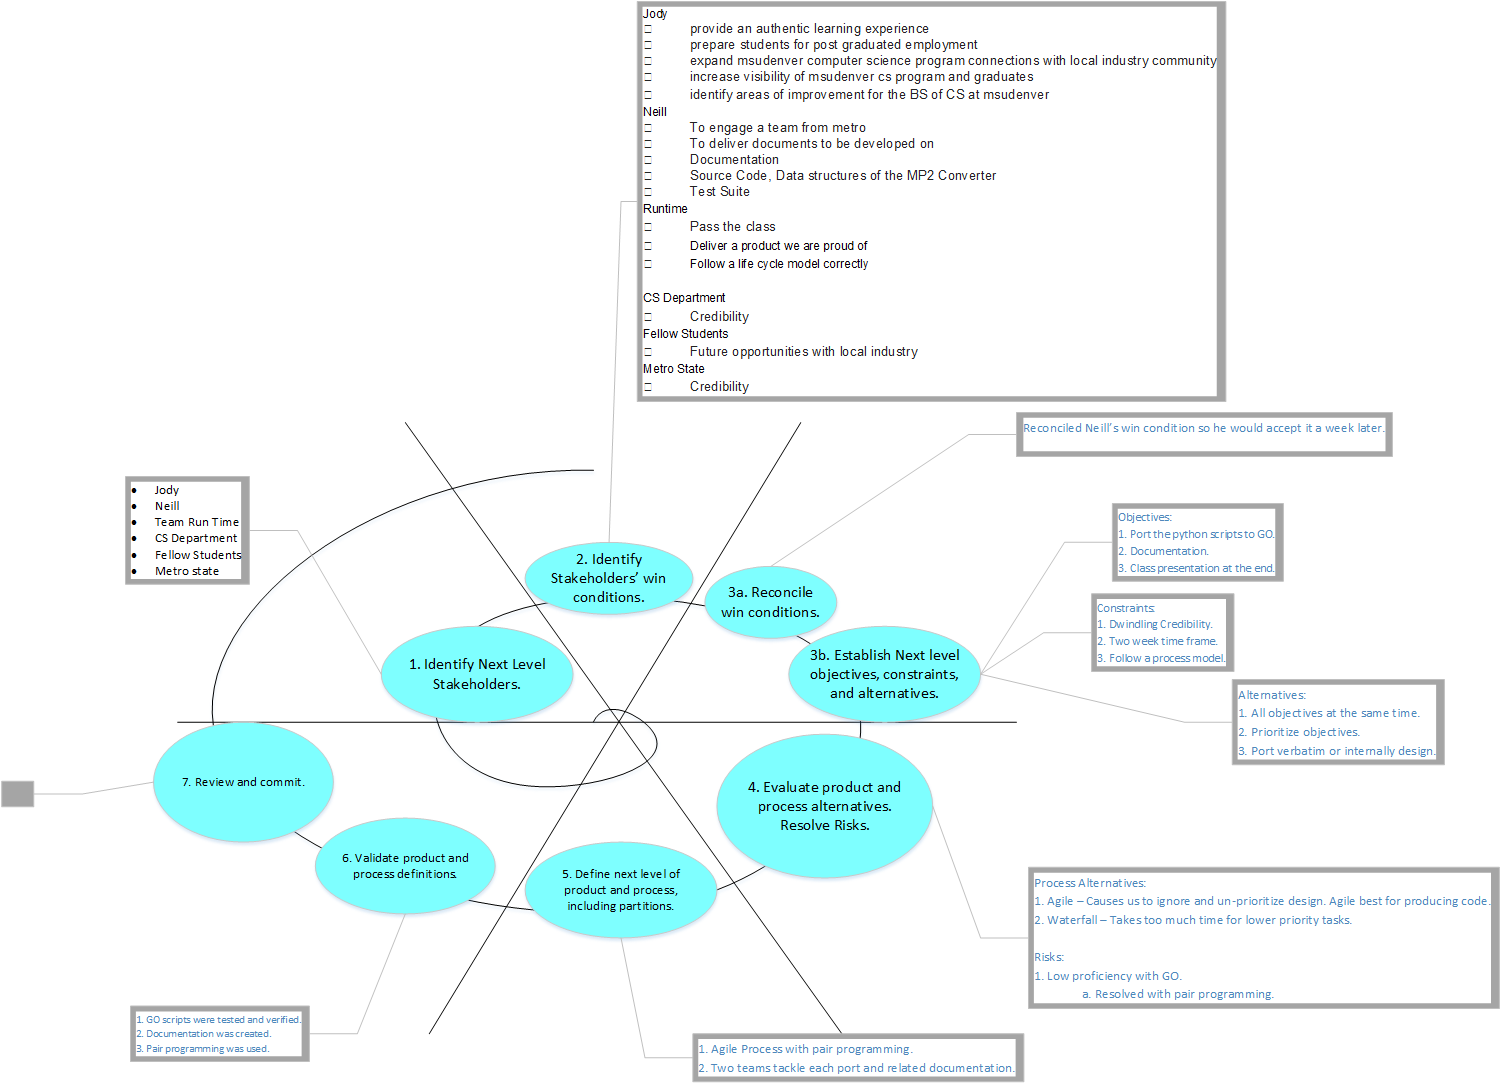 Jody
□ provide an authentic learning experience
□ prepare students for post graduated employment
□ expand msudenver computer science program connections with local industry community
□ increase visibility of msudenver cs program and graduates
□ identify areas of improvement for the BS of CS at msudenver
Neill
□ To engage a team from metro
□ To deliver documents to be developed on
□ Documentation
□ Source Code, Data structures of the MP2 Converter
□ Test Suite
Runtime
□ Pass the class
□ Deliver a product we are proud of
□ Follow a life cycle model correctly
CS Department
□ Credibility
Fellow Students
□ Future opportunities with local industry
Metro State
□ Credibility
Reconciled Neill's win condition so he would accept it a week later.
• Jody
• Neill
• Team Run Time
• CS Department
• Fellow Students
• Metro state
Objectives:
1. Port the python scripts to GO.
2. Documentation.
3. Class presentation at the end.
2. Identify
Stakeholders' win
conditions.
3a. Reconcile
win conditions.
Constraints:
1. Dwindling Credibility.
2. Two week time frame.
3. Follow a process model.
1. Identify Next Level
Stakeholders.
3b. Establish Next level
objectives, constraints,
and alternatives.
Alternatives:
1. All objectives at the same time.
2. Prioritize objectives.
3. Port verbatim or internally design.
7. Review and commit.
4. Evaluate product and
process alternatives.
Resolve Risks.
6. Validate product and
process definitions.
5. Define next level of
product and process,
including partitions.
Process Alternatives:
1. Agile – Causes us to ignore and un-prioritize design. Agile best for producing code.
2. Waterfall – Takes too much time for lower priority tasks.
Risks:
1. Low proficiency with GO.
a. Resolved with pair programming.
1. GO scripts were tested and verified.
2. Documentation was created.
3. Pair programming was used.
1. Agile Process with pair programming.
2. Two teams tackle each port and related documentation.